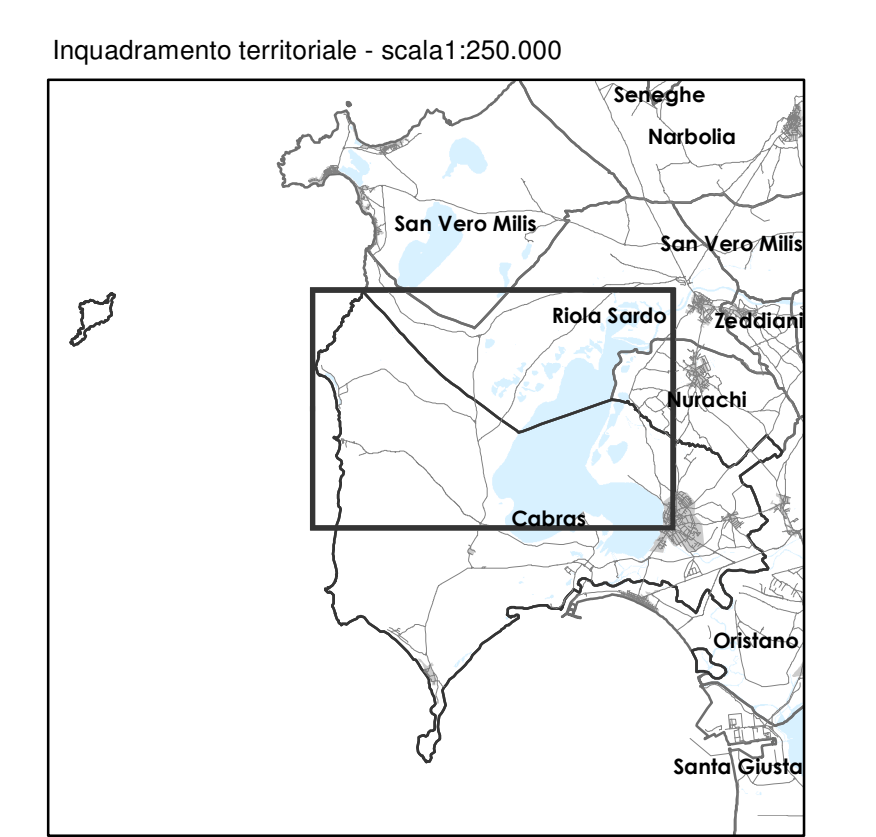 Inquadramento territoriale - scala1:250.000
Seneghe
Narbolia
San Vero Milis
San Vero Milis
Riola Sardo
Zeddiani
Nurachi
Cabras
Oristano
Santa Giusta